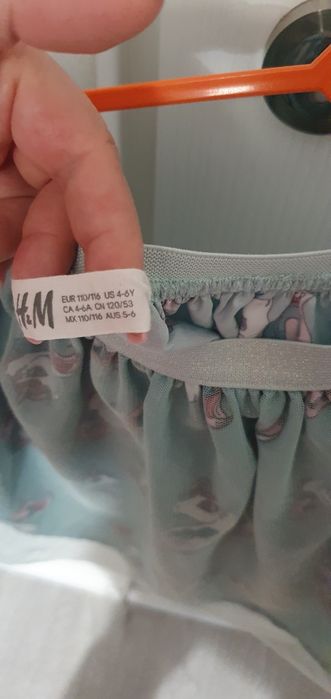 H&M
EUR 110/116 US 4-6Y
CA 4-6A CN 120/53
MX 110/116 AUS 5-6